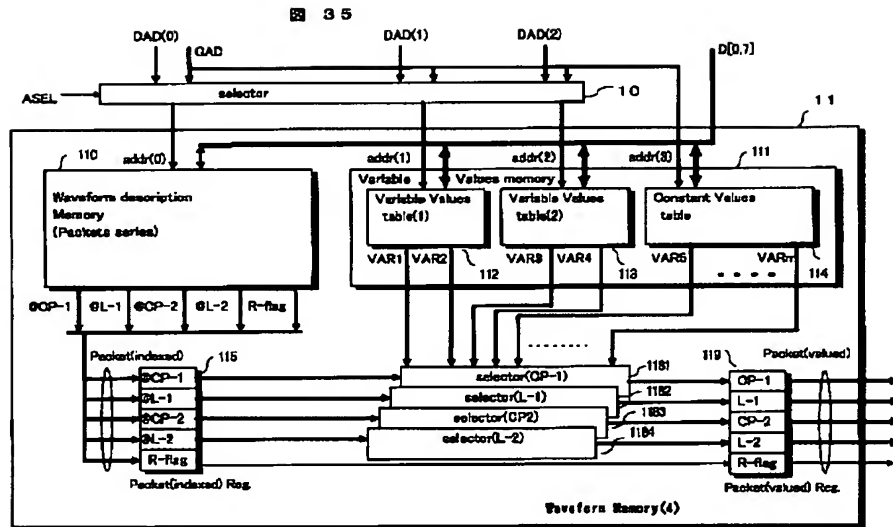 図 35
DAD(0)
GAD
DAD(1)
DAD(2)
D[0,7]
ASEL
selector
10
11
110
addr(0)
addr(1)
addr(2)
addr(3)
111
Waveform description
Memory
(Packets series)
Variable Values memory
Variable Values
table(1)
Variable Values
table(2)
Constant Values
table
VAR1
VAR2
112
VAR3
VAR4
113
VAR5
114
@CP-1
@L-1
@CP-2
@L-2
R-flag
Packet(indexed)
115
@CP-1
@L-1
@CP-2
@L-2
R-flag
Packet(indexed) Reg.
selector(CP-1)
1181
selector(L-1)
1182
selector(CP2)
1183
selector(L-2)
1184
119
Packet(valued)
CP-1
L-1
CP-2
L-2
R-flag
Packet(valued) Reg.
Waveform Memory(4)